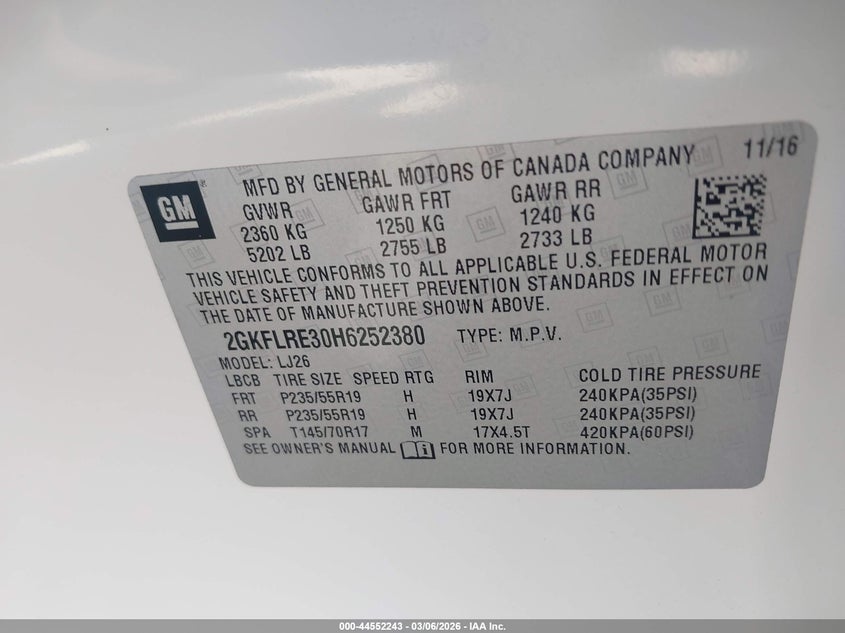 GM
MFD BY GENERAL MOTORS OF CANADA COMPANY 11/16
GVWR GAWR FRT GAWR RR
2360 KG 1250 KG 1240 KG
5202 LB 2755 LB 2733 LB
THIS VEHICLE CONFORMS TO ALL APPLICABLE U.S. FEDERAL MOTOR
VEHICLE SAFETY AND THEFT PREVENTION STANDARDS IN EFFECT ON
THE DATE OF MANUFACTURE SHOWN ABOVE.
2GKFLRE30H6252380 TYPE: M.P.V.
MODEL: LJ26
LBCB TIRE SIZE SPEED RTG RIM COLD TIRE PRESSURE
FRT P235/55R19 H 19X7J 240KPA(35PSI)
RR P235/55R19 H 19X7J 240KPA(35PSI)
SPA T145/70R17 M 17X4.5T 420KPA(60PSI)
SEE OWNER'S MANUAL i FOR MORE INFORMATION.
000-44552243 - 03/06/2026 - IAA Inc.